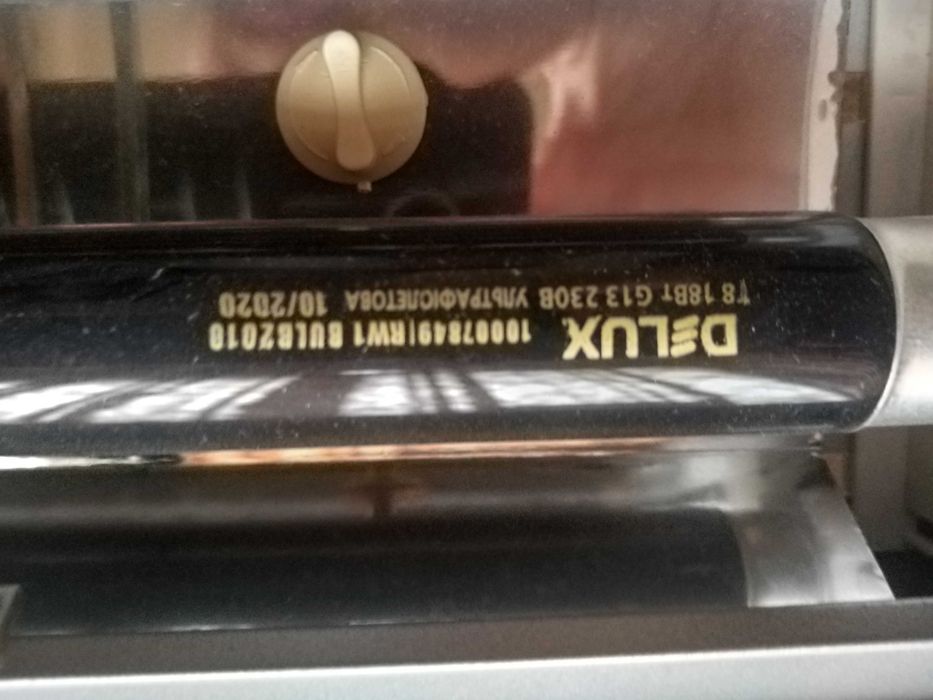 DELUX
T8 18Вт G13 230В УЛЬТРАФІОЛЕТОВА 10/2020
10007849|RW1 BULB2010